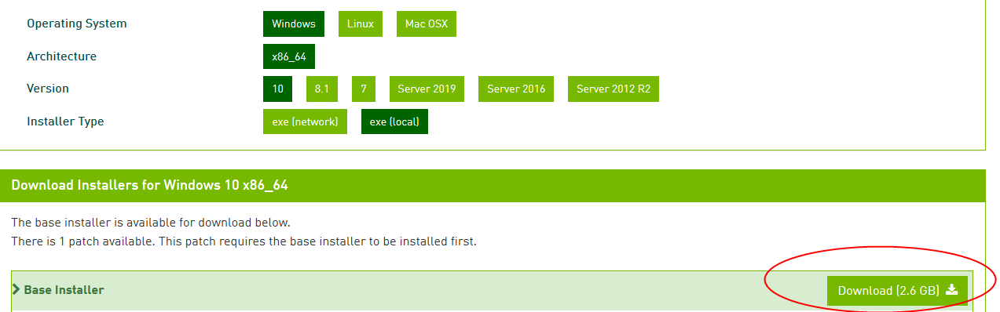 Operating System Windows Linux Mac OSX
Architecture x86_64
Version 10 8.1 7 Server 2019 Server 2016 Server 2012 R2
Installer Type exe (network) exe (local)
Download Installers for Windows 10 x86_64
The base installer is available for download below.
There is 1 patch available. This patch requires the base installer to be installed first.
Base Installer Download (2.6 GB)